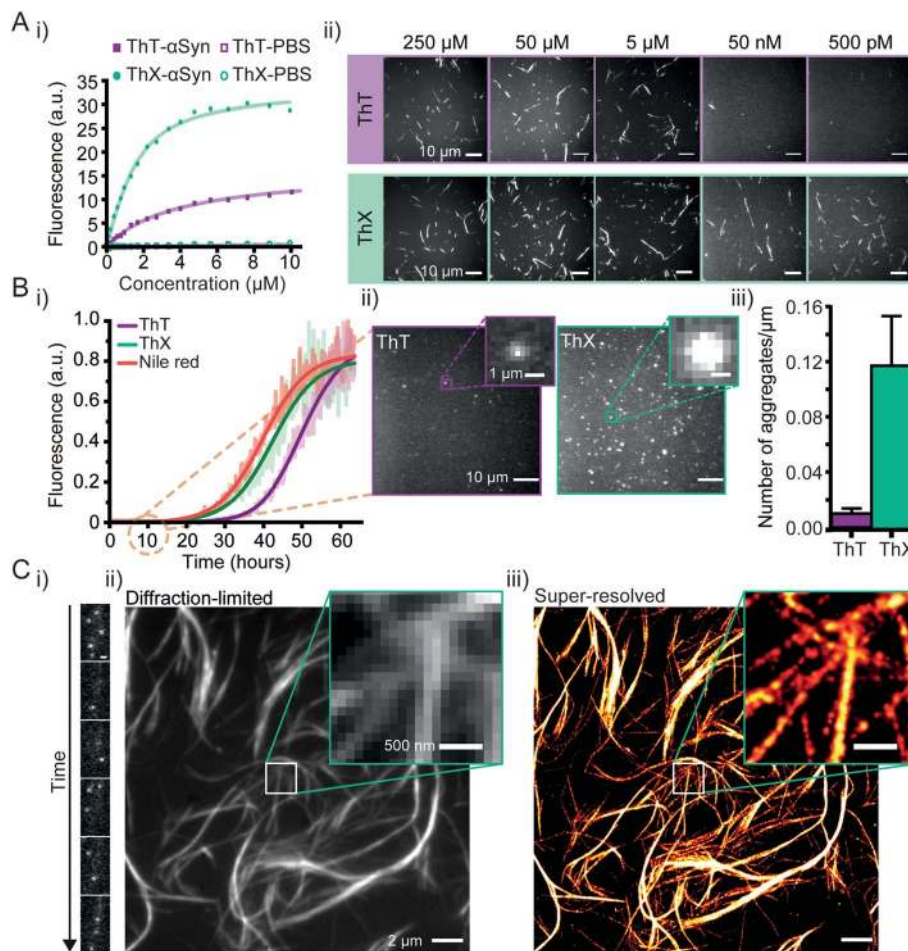 A
i)
ThT-αSyn
ThT-PBS
ThX-αSyn
ThX-PBS
Fluorescence (a.u.)
35
30
25
20
15
10
5
0
0 2 4 6 8 10
Concentration (µM)
ii)
250 µM 50 µM 5 µM 50 nM 500 pM
ThT
10 µm
ThX
10 µm
B
i)
ThT
ThX
Nile red
Fluorescence (a.u.)
1.0
0.8
0.6
0.4
0.2
0
0 10 20 30 40 50 60
Time (hours)
ii)
ThT
1 µm
10 µm
ThX
iii)
Number of aggregates/µm
0.16
0.12
0.08
0.04
0.00
ThT ThX
C
i)
Time
ii)
Diffraction-limited
500 nm
2 µm
iii)
Super-resolved